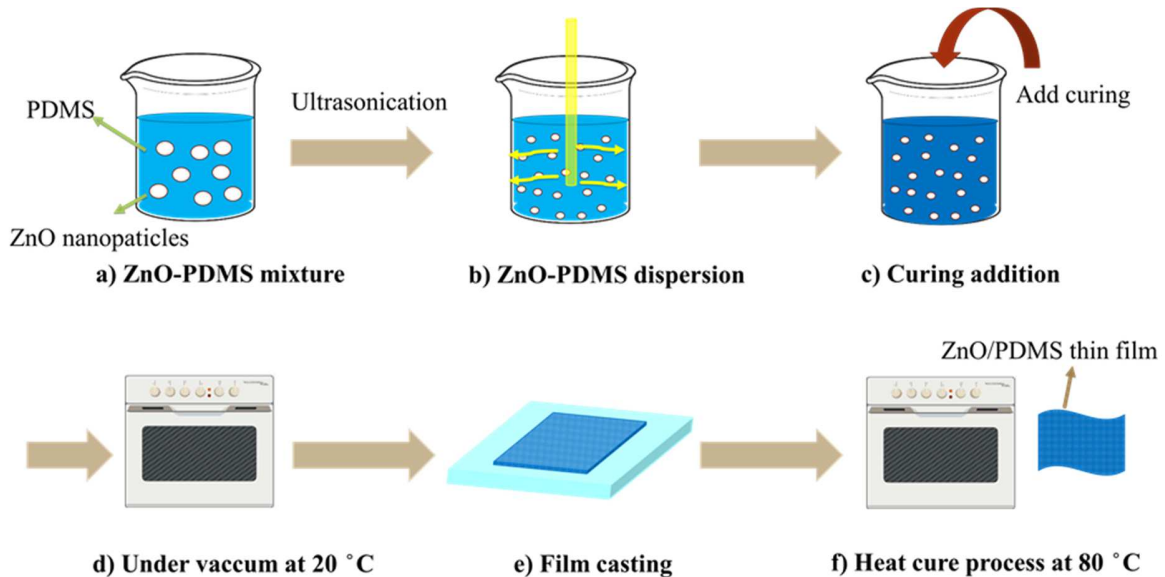 PDMS
Ultrasonication
Add curing
ZnO nanopaticles
a) ZnO-PDMS mixture
b) ZnO-PDMS dispersion
c) Curing addition
ZnO/PDMS thin film
d) Under vaccum at 20 °C
e) Film casting
f) Heat cure process at 80 °C